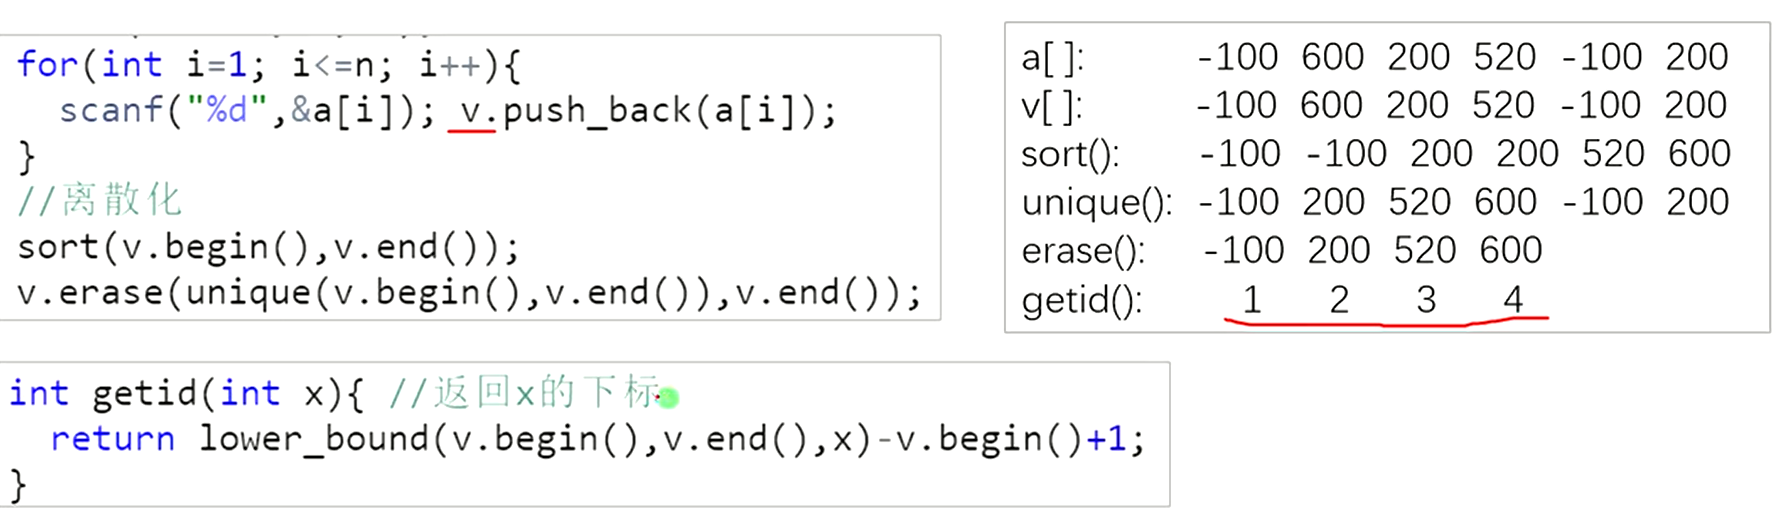 for(int i=1; i<=n; i++){
scanf("%d",&a[i]); v.push_back(a[i]);
}
//离散化
sort(v.begin(),v.end());
v.erase(unique(v.begin(),v.end()),v.end());
a[ ]: -100 600 200 520 -100 200
v[ ]: -100 600 200 520 -100 200
sort(): -100 -100 200 200 520 600
unique(): -100 200 520 600 -100 200
erase(): -100 200 520 600
getid(): 1 2 3 4
int getid(int x){ //返回x的下标
return lower_bound(v.begin(),v.end(),x)-v.begin()+1;
}